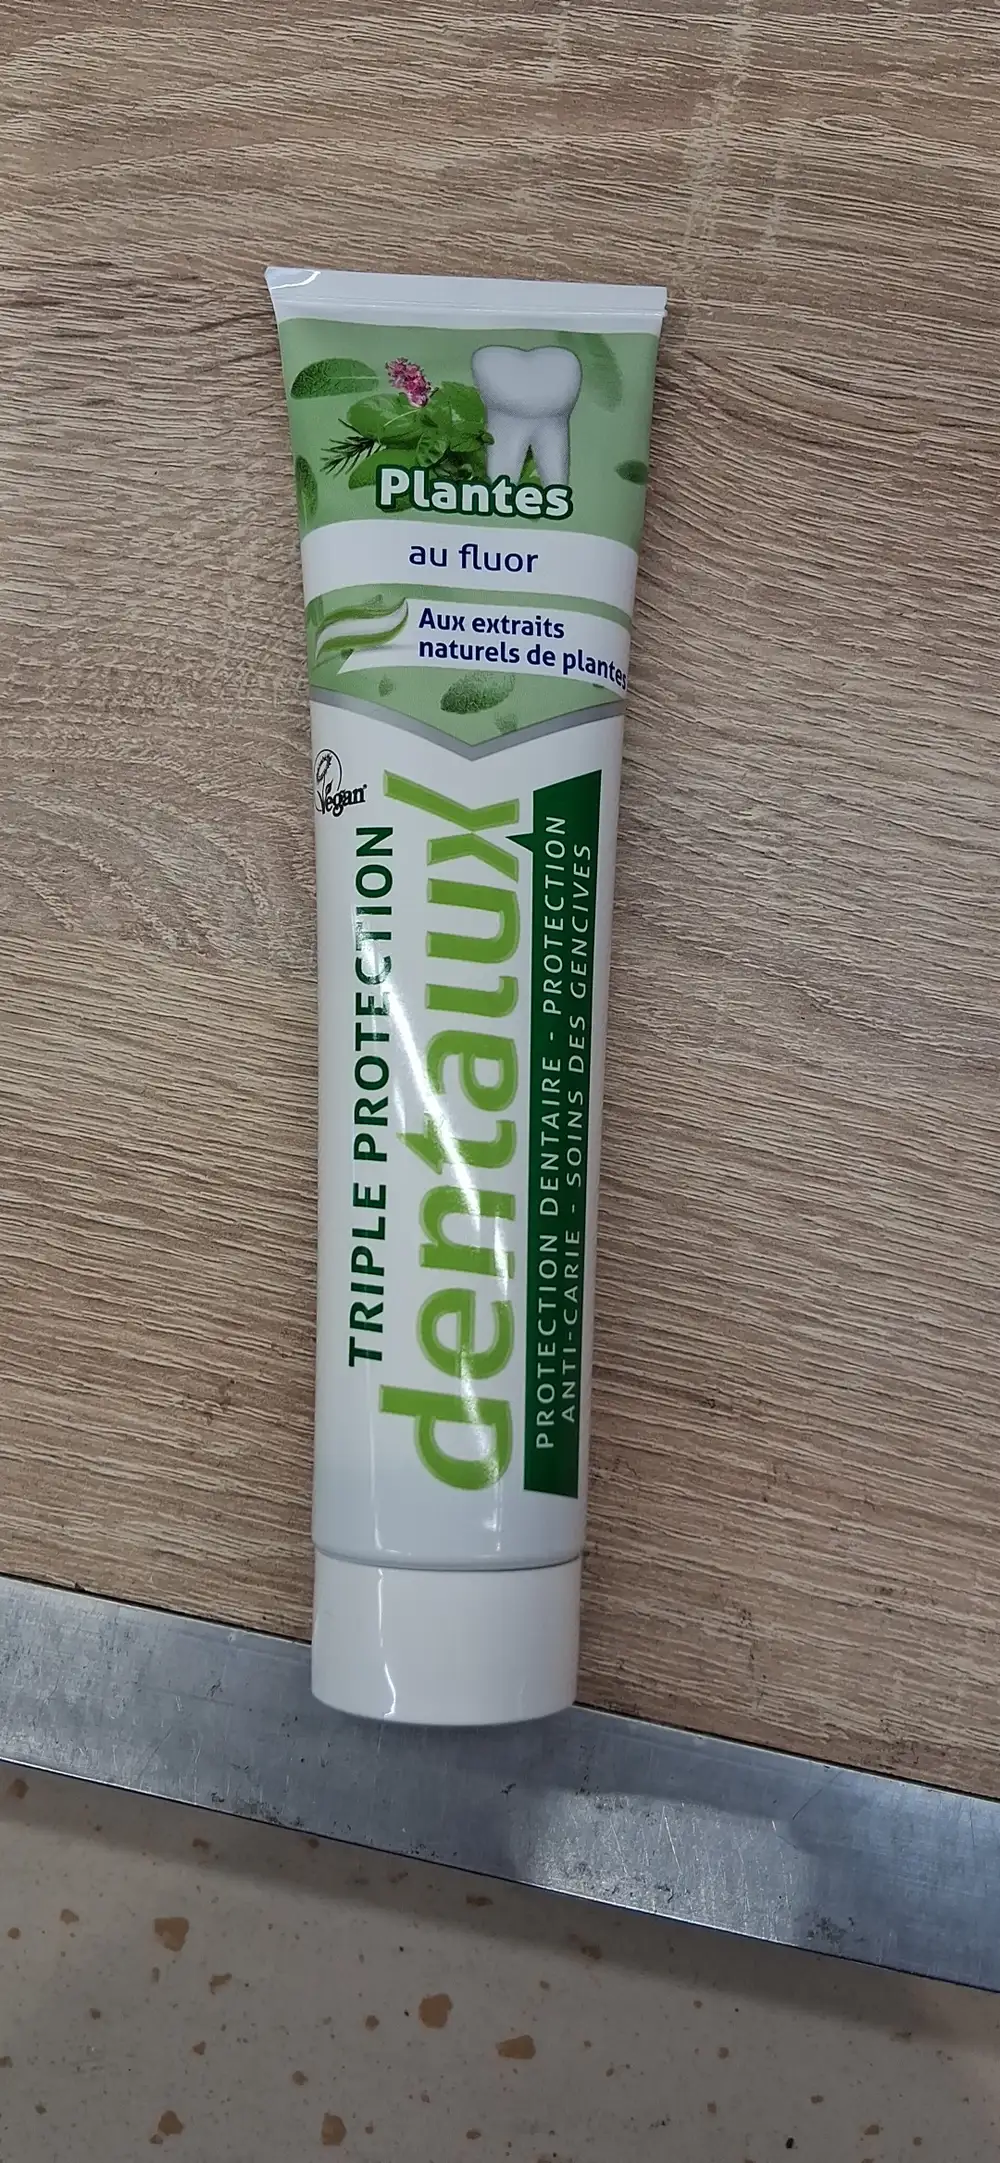 Plantes
au fluor
Aux extraits
naturels de plantes
Vegan
TRIPLE PROTECTION
dentalux
PROTECTION DENTAIRE - PROTECTION
ANTI-CARIE - SOINS DES GENCIVES